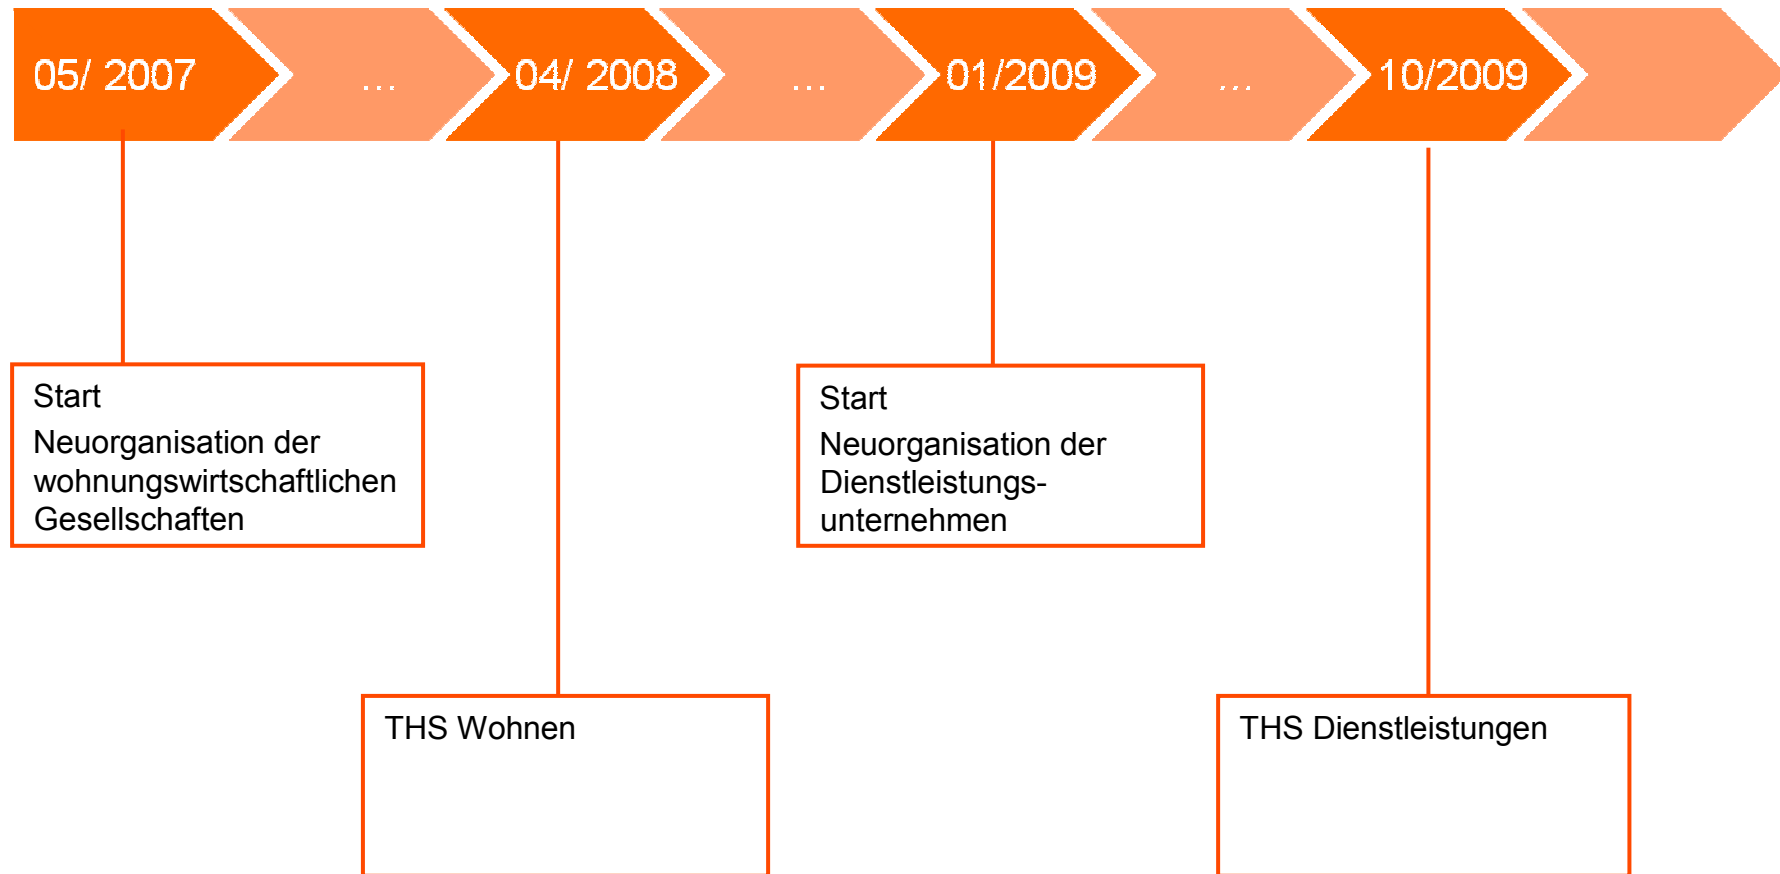 05/ 2007
...
04/ 2008
...
01/2009
...
10/2009
Start
Neuorganisation der
wohnungswirtschaftlichen
Gesellschaften
Start
Neuorganisation der
Dienstleistungs-
unternehmen
THS Wohnen
THS Dienstleistungen